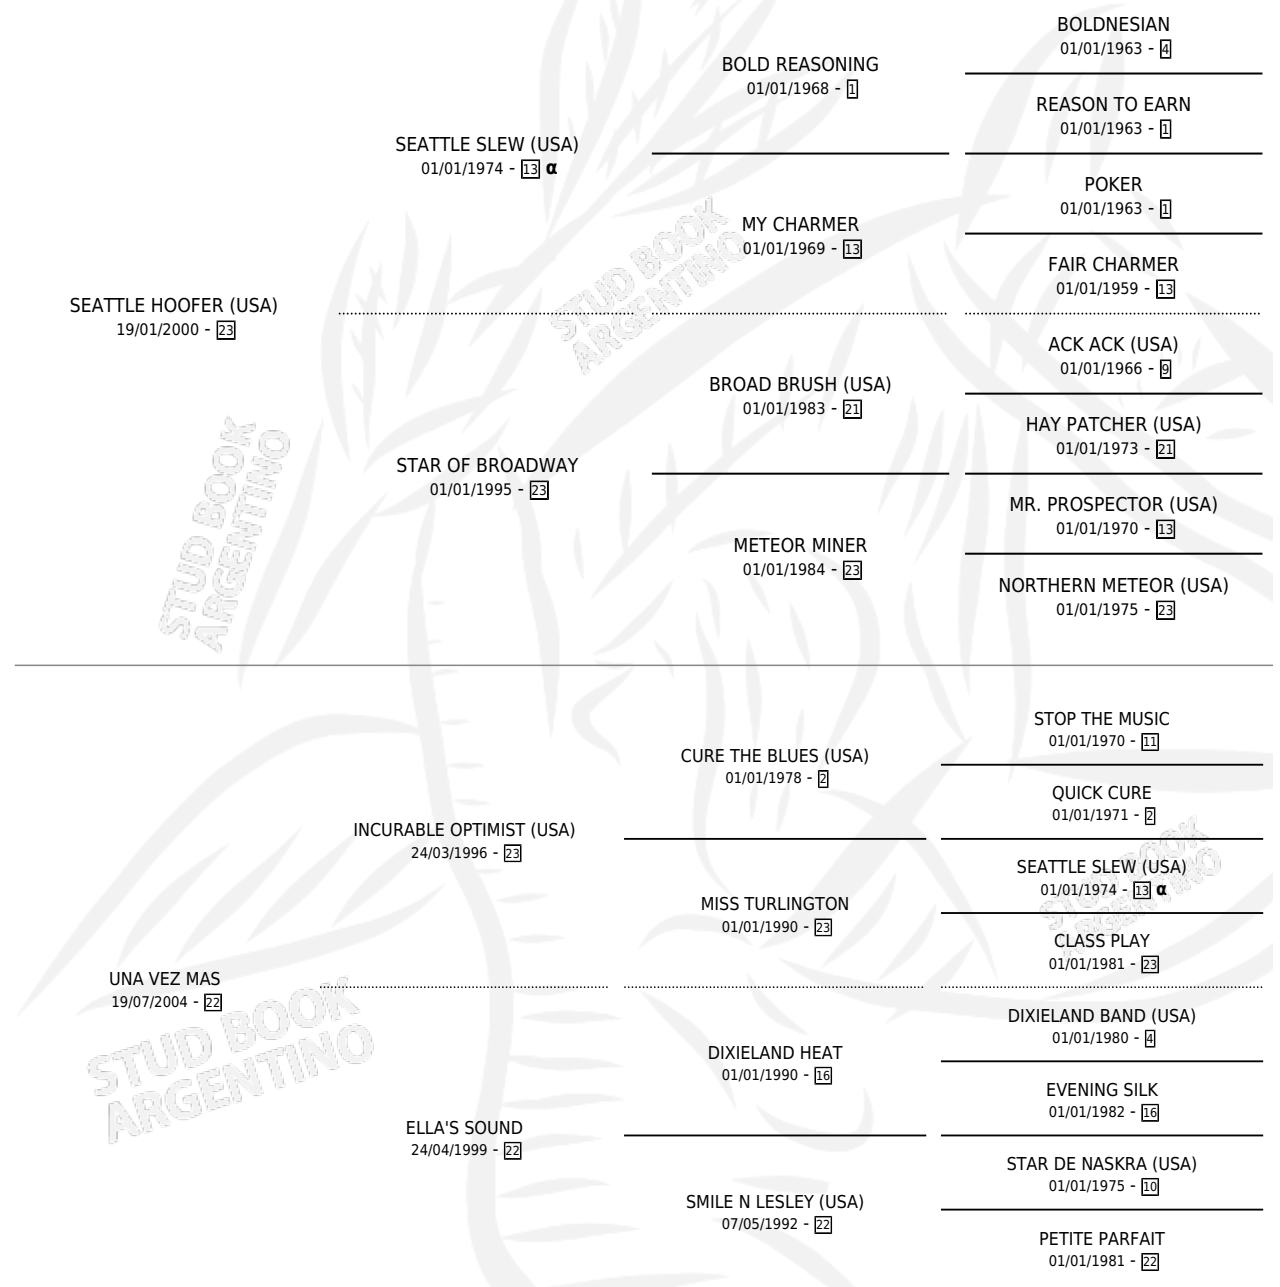 BOLDNESIAN
01/01/1963 - 4
BOLD REASONING
01/01/1968 - 1
REASON TO EARN
01/01/1963 - 1
SEATTLE SLEW (USA)
01/01/1974 - 13 α
POKER
01/01/1963 - 1
MY CHARMER
01/01/1969 - 13
FAIR CHARMER
01/01/1959 - 13
SEATTLE HOOFER (USA)
19/01/2000 - 23
ACK ACK (USA)
01/01/1966 - 9
BROAD BRUSH (USA)
01/01/1983 - 21
HAY PATCHER (USA)
01/01/1973 - 21
STAR OF BROADWAY
01/01/1995 - 23
MR. PROSPECTOR (USA)
01/01/1970 - 13
METEOR MINER
01/01/1984 - 23
NORTHERN METEOR (USA)
01/01/1975 - 23
STUD BOOK
ARGENTINO
STUD BOOK
ARGENTINO
STOP THE MUSIC
01/01/1970 - 11
CURE THE BLUES (USA)
01/01/1978 - 2
QUICK CURE
01/01/1971 - 2
INCURABLE OPTIMIST (USA)
24/03/1996 - 23
SEATTLE SLEW (USA)
01/01/1974 - 13 α
MISS TURLINGTON
01/01/1990 - 23
CLASS PLAY
01/01/1981 - 23
UNA VEZ MAS
19/07/2004 - 22
DIXIELAND BAND (USA)
01/01/1980 - 4
DIXIELAND HEAT
01/01/1990 - 16
EVENING SILK
01/01/1982 - 16
ELLA'S SOUND
24/04/1999 - 22
STAR DE NASKRA (USA)
01/01/1975 - 10
SMILE N LESLEY (USA)
07/05/1992 - 22
PETITE PARFAIT
01/01/1981 - 22
STUD BOOK
ARGENTINO
STUD BOOK
ARGENTINO